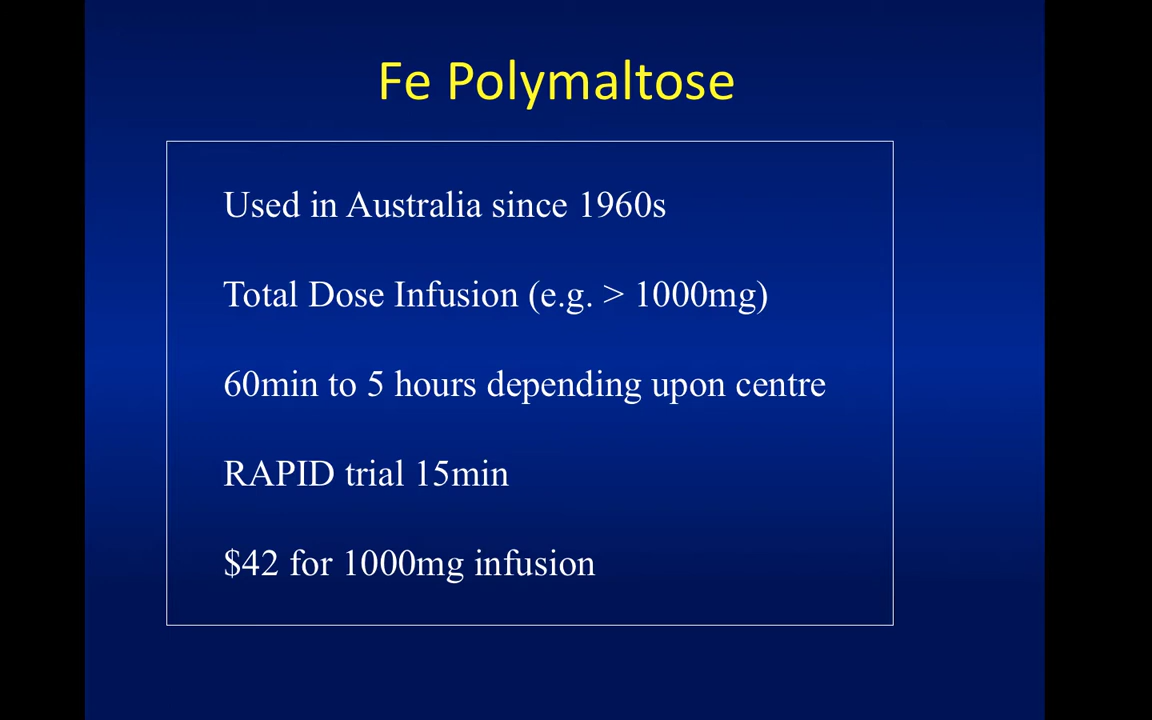 Fe Polymaltose
Used in Australia since 1960s
Total Dose Infusion (e.g. > 1000mg)
60min to 5 hours depending upon centre
RAPID trial 15min
$42 for 1000mg infusion